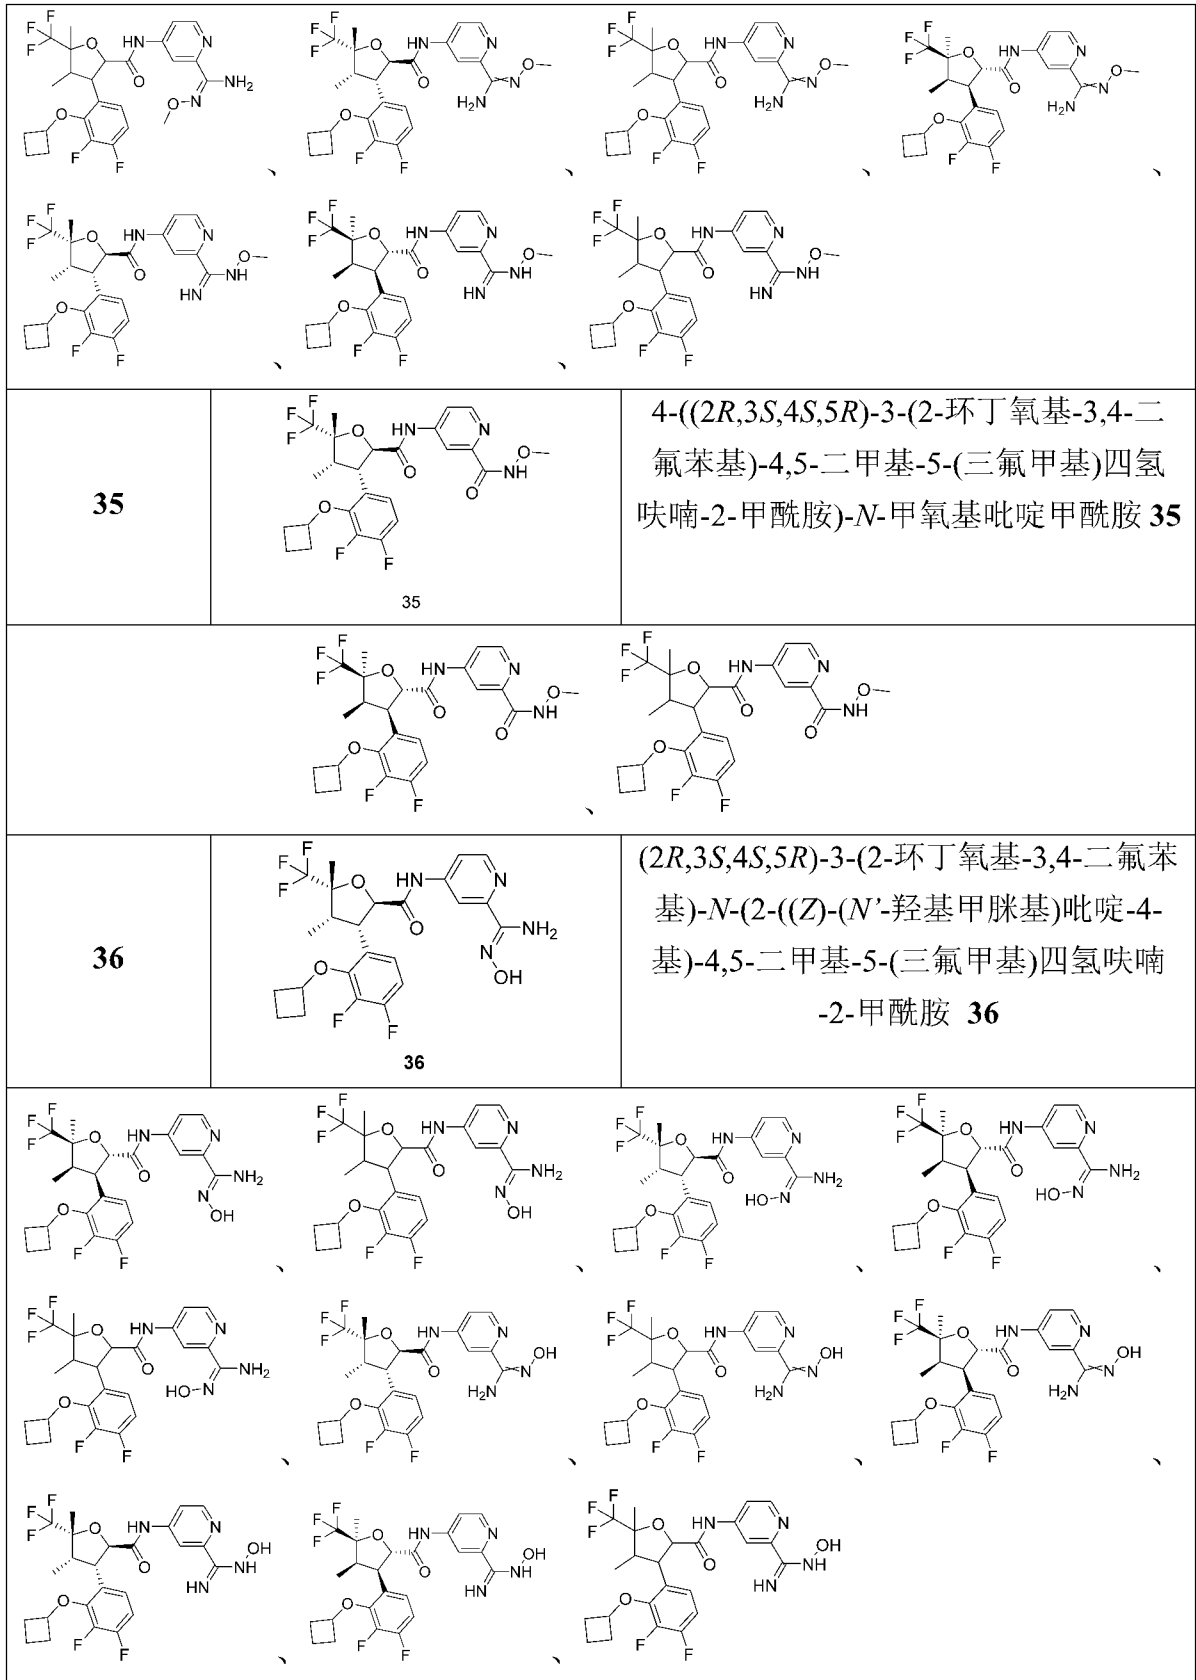 35
35
4-((2R,3S,4S,5R)-3-(2-环丁氧基-3,4-二
氟苯基)-4,5-二甲基-5-(三氟甲基)四氢
呋喃-2-甲酰胺)-N-甲氧基吡啶甲酰胺 35
36
36
(2R,3S,4S,5R)-3-(2-环丁氧基-3,4-二氟苯
基)-N-(2-((Z)-(N’-羟基甲脒基)吡啶-4-
基)-4,5-二甲基-5-(三氟甲基)四氢呋喃
-2-甲酰胺 36